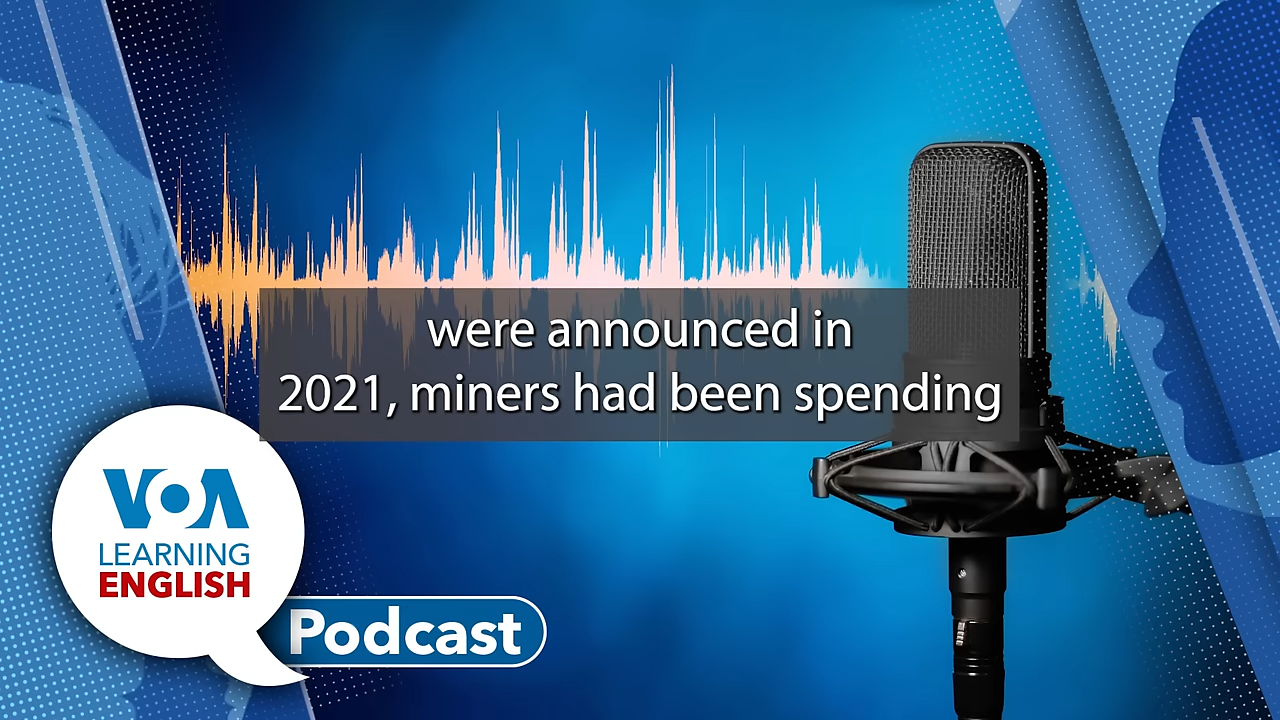 were announced in
2021, miners had been spending
VOA
LEARNING
ENGLISH
Podcast